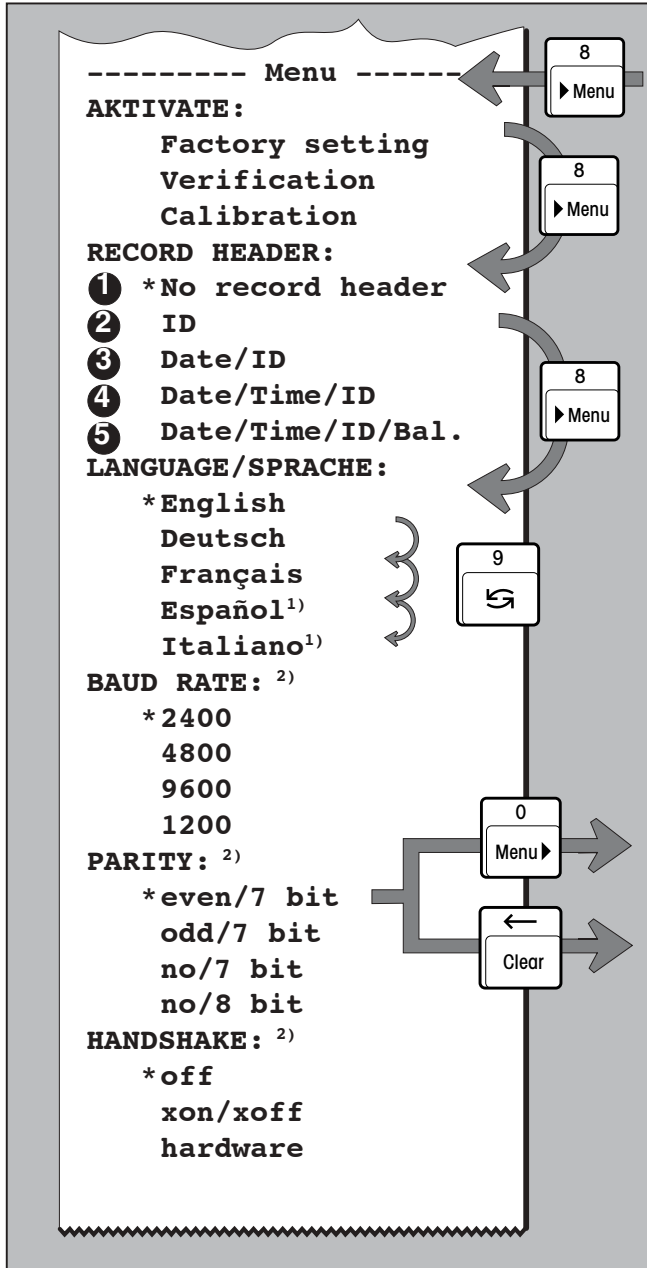 --------- Menu ------
8
▶Menu
AKTIVATE:
Factory setting
Verification
Calibration
8
▶Menu
RECORD HEADER:
1 *No record header
2 ID
3 Date/ID
4 Date/Time/ID
5 Date/Time/ID/Bal.
8
▶Menu
LANGUAGE/SPRACHE:
*English
Deutsch
Français
Español1)
Italiano1)
9
BAUD RATE: 2)
*2400
4800
9600
1200
PARITY: 2)
*even/7 bit
odd/7 bit
no/7 bit
no/8 bit
0
Menu▶
←
Clear
HANDSHAKE: 2)
*off
xon/xoff
hardware